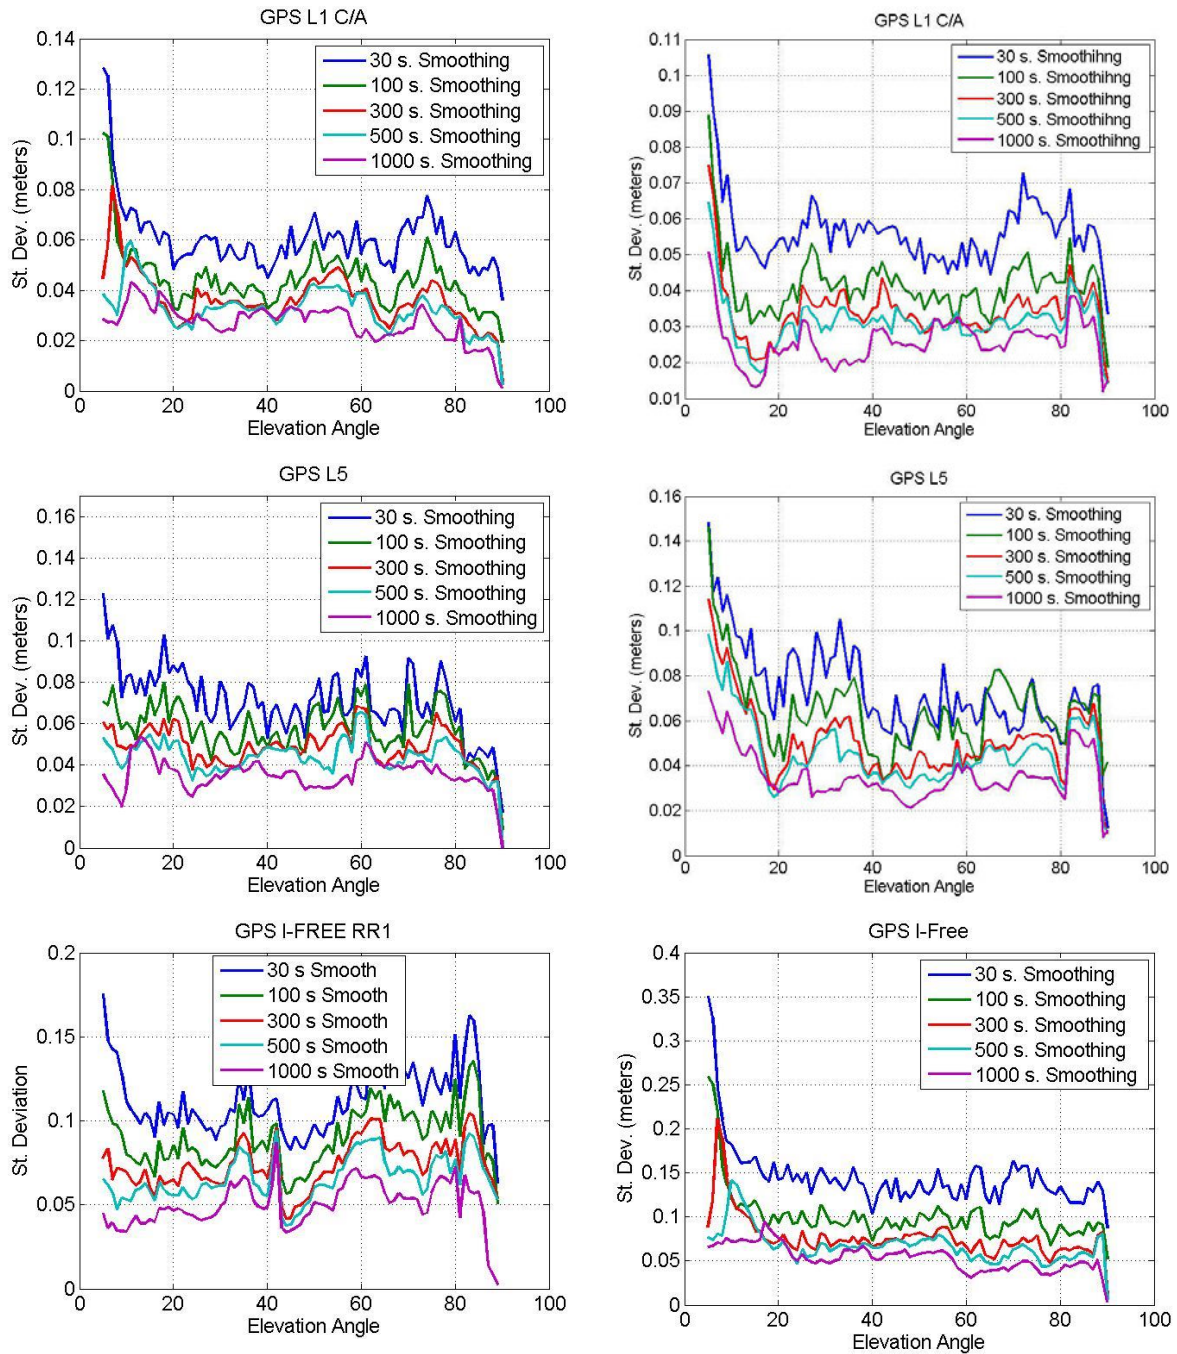 GPS L1 C/A
0.14
0.12
0.1
0.08
0.06
0.04
0.02
0
St. Dev. (meters)
30 s. Smoothing
100 s. Smoothing
300 s. Smoothing
500 s. Smoothing
1000 s. Smoothing
0 20 40 60 80 100
Elevation Angle
GPS L1 C/A
0.11
0.1
0.09
0.08
0.07
0.06
0.05
0.04
0.03
0.02
0.01
St. Dev. (meters)
30 s. Smoothihng
100 s. Smoothihng
300 s. Smoothihng
500 s. Smoothihng
1000 s. Smoothihng
0 20 40 60 80 100
Elevation Angle
GPS L5
0.16
0.14
0.12
0.1
0.08
0.06
0.04
0.02
0
St. Dev. (meters)
30 s. Smoothing
100 s. Smoothing
300 s. Smoothing
500 s. Smoothing
1000 s. Smoothing
0 20 40 60 80 100
Elevation Angle
GPS L5
0.16
0.14
0.12
0.1
0.08
0.06
0.04
0.02
0
St. Dev. (meters)
30 s. Smoothing
100 s. Smoothing
300 s. Smoothing
500 s. Smoothing
1000 s. Smoothing
0 20 40 60 80 100
Elevation Angle
GPS I-FREE RR1
0.2
0.15
0.1
0.05
0
St. Deviation
30 s Smooth
100 s Smooth
300 s Smooth
500 s Smooth
1000 s Smooth
0 20 40 60 80 100
Elevation Angle
GPS I-Free
0.4
0.35
0.3
0.25
0.2
0.15
0.1
0.05
0
St. Dev. (meters)
30 s. Smoothing
100 s. Smoothing
300 s. Smoothing
500 s. Smoothing
1000 s. Smoothing
0 20 40 60 80 100
Elevation Angle